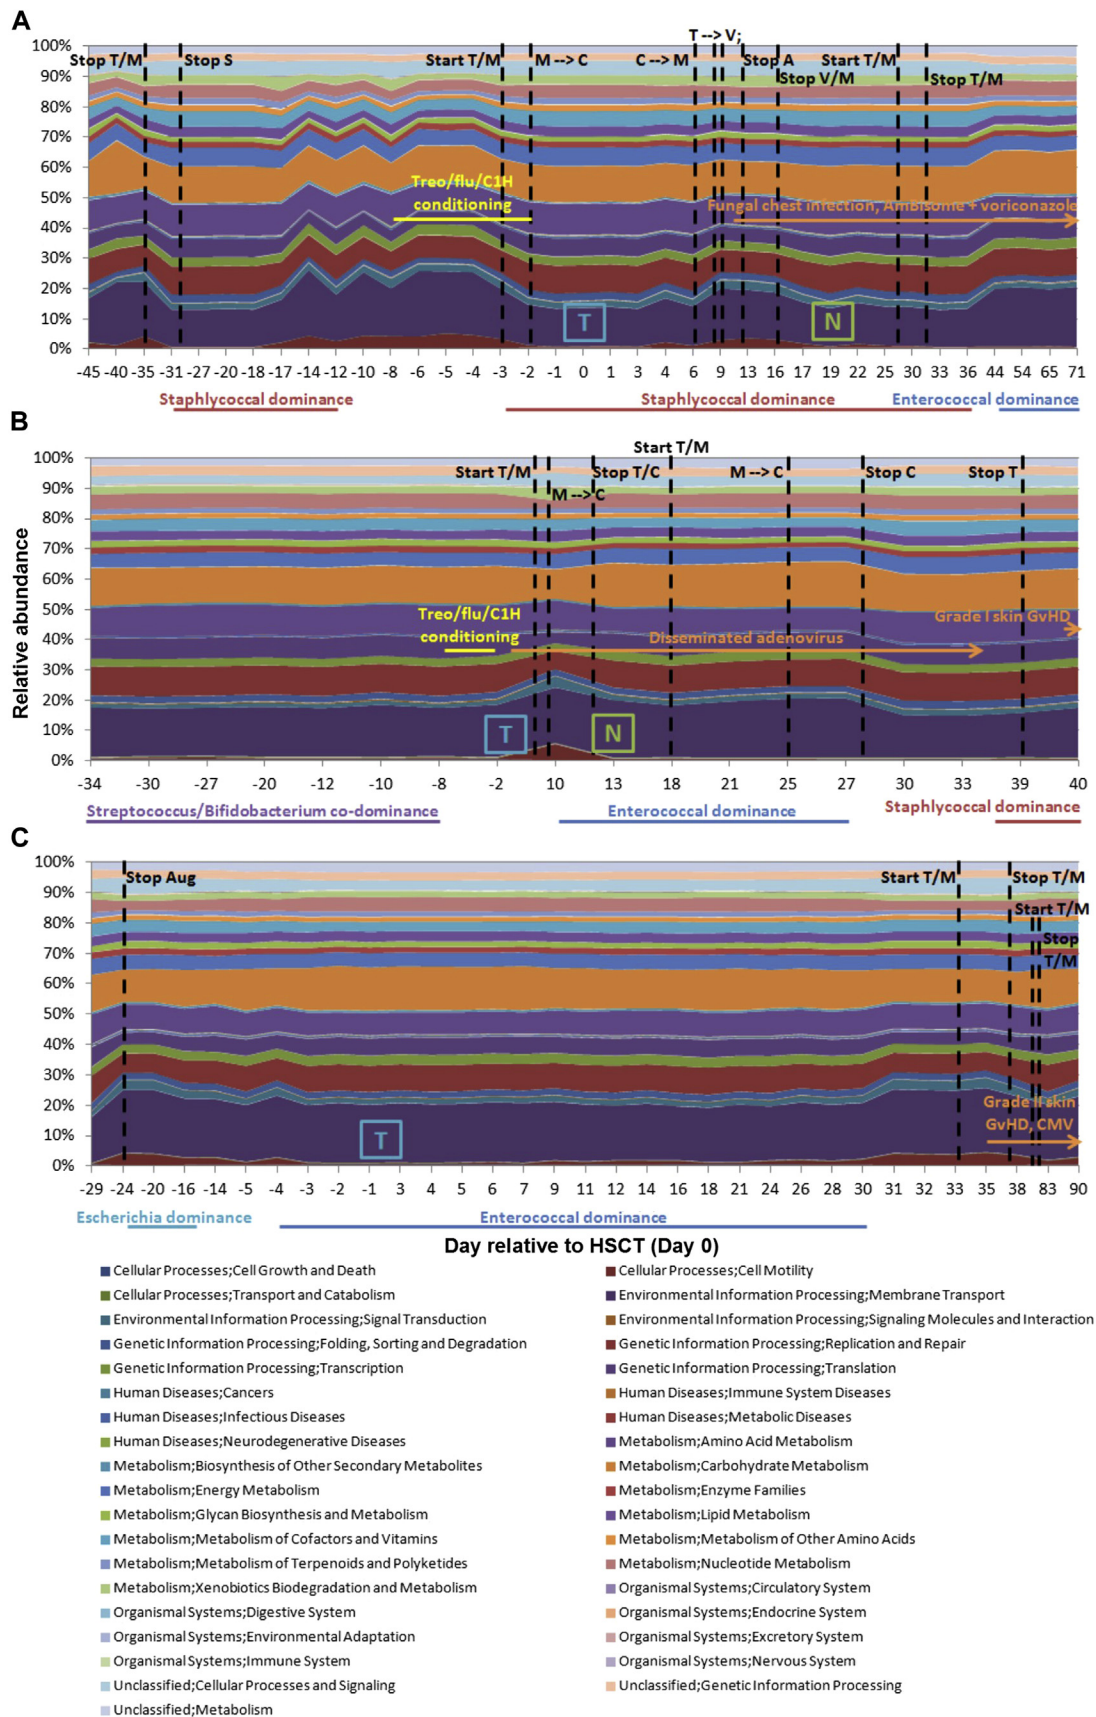 A
T --> V;
100%
Stop T/M
Stop S
Start T/M
M --> C
C --> M
Stop A
Start T/M
90%
Stop V/M
Stop T/M
80%
70%
60%
Treo/flu/C1H
50%
conditioning
Fungal chest infection, AmBisome + voriconazole
40%
30%
20%
10%
T
N
0%
-45 -40 -35 -31 -27 -20 -18 -17 -14 -12 -10 -8 -6 -5 -4 -3 -2 -1 0 1 3 4 6 9 13 16 17 19 22 25 30 33 36 44 54 65 71
Staphlycoccal dominance
Staphlycoccal dominance
Enterococcal dominance
B
Start T/M
100%
Start T/M
Stop T/C
M --> C
Stop C
Stop T
90%
M --> C
80%
70%
60%
50%
Treo/flu/C1H
Grade I skin GvHD
40%
conditioning
Disseminated adenovirus
30%
20%
10%
T
N
0%
-34 -30 -27 -20 -13 -10 -8 -2 10 13 18 21 25 27 30 33 39 40
Streptococcus/Bifidobacterium co-dominance
Enterococcal dominance
Staphlycoccal dominance
Relative abundance
C
100%
Stop Aug
Start T/M
Stop T/M
90%
Start T/M
80%
Stop
70%
T/M
60%
50%
40%
30%
20%
Grade II skin
10%
T
GvHD, CMV
0%
-29 -24 -20 -16 -14 -5 -4 -3 -2 -1 3 4 5 6 7 9 11 12 14 12 16 18 21 24 26 28 30 31 32 33 35 38 83 90
Escherichia dominance
Enterococcal dominance
Day relative to HSCT (Day 0)
Cellular Processes;Cell Growth and Death
Cellular Processes;Cell Motility
Cellular Processes;Transport and Catabolism
Environmental Information Processing;Membrane Transport
Environmental Information Processing;Signal Transduction
Environmental Information Processing;Signaling Molecules and Interaction
Genetic Information Processing;Folding, Sorting and Degradation
Genetic Information Processing;Replication and Repair
Genetic Information Processing;Transcription
Genetic Information Processing;Translation
Human Diseases;Cancers
Human Diseases;Immune System Diseases
Human Diseases;Infectious Diseases
Human Diseases;Metabolic Diseases
Human Diseases;Neurodegenerative Diseases
Metabolism;Amino Acid Metabolism
Metabolism;Biosynthesis of Other Secondary Metabolites
Metabolism;Carbohydrate Metabolism
Metabolism;Energy Metabolism
Metabolism;Enzyme Families
Metabolism;Glycan Biosynthesis and Metabolism
Metabolism;Lipid Metabolism
Metabolism;Metabolism of Cofactors and Vitamins
Metabolism;Metabolism of Other Amino Acids
Metabolism;Metabolism of Terpenoids and Polyketides
Metabolism;Nucleotide Metabolism
Metabolism;Xenobiotics Biodegradation and Metabolism
Organismal Systems;Circulatory System
Organismal Systems;Digestive System
Organismal Systems;Endocrine System
Organismal Systems;Environmental Adaptation
Organismal Systems;Excretory System
Organismal Systems;Immune System
Organismal Systems;Nervous System
Unclassified;Cellular Processes and Signaling
Unclassified;Genetic Information Processing
Unclassified;Metabolism